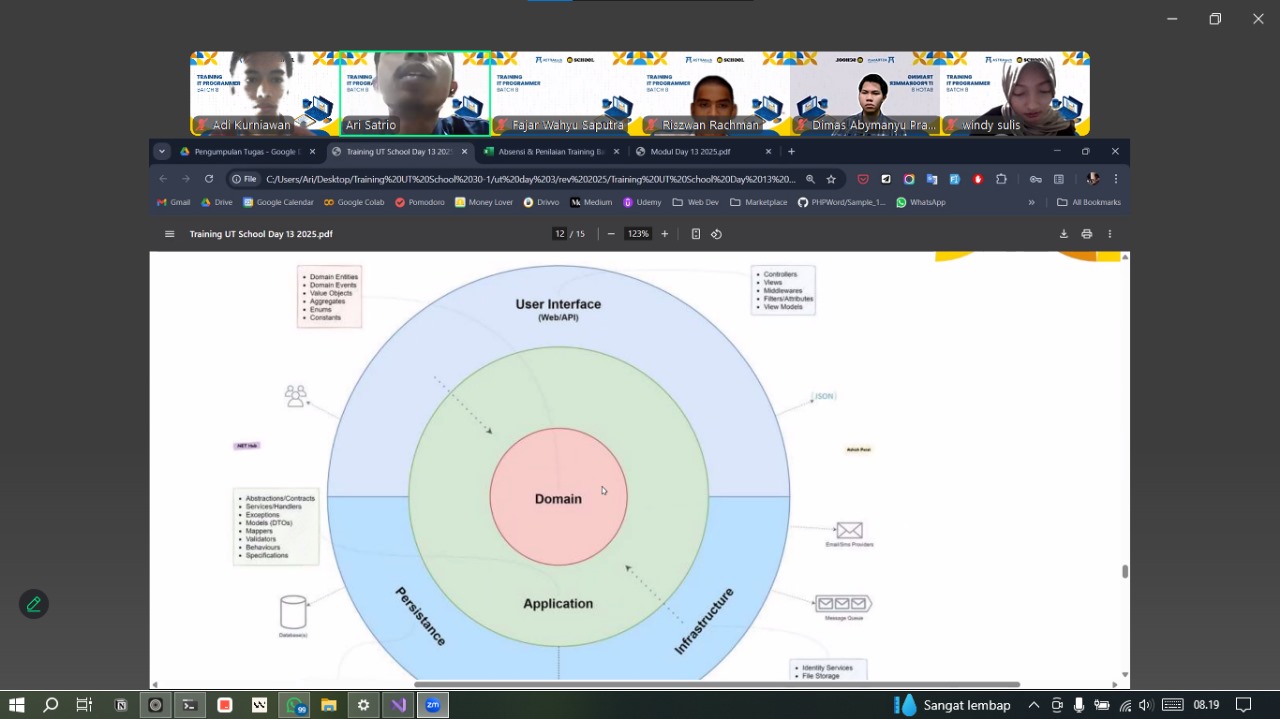 TRAINING
IT PROGRAMMER
BATCH 8
SCHOOL
Adi Kurniawan
Ari Satrio
Fajar Wahyu Saputra
Riszwan Rachman
Dimas Abymanyu Pra...
windy sulis
Pengumpulan Tugas - Google
Training UT School Day 13 202
Absensi & Penilaian Training B
Modul Day 13 2025.pdf
File
C:/Users/Ari/Desktop/Training%20UT%20School%2030-1/ut%20day%203/rev%202025/Training%20UT%20School%20Day%2013%20...
Gmail
Drive
Google Calendar
Google Colab
Pomodoro
Money Lover
Drivvo
Medium
Udemy
Web Dev
Marketplace
PHPWord/Sample_1...
WhatsApp
All Bookmarks
Training UT School Day 13.pdf
12 / 15
123%
Domain Entities
Domain Events
Value Objects
Aggregates
Enums
Constants
User Interface
(Web/API)
Controllers
Views
Middlewares
Filters/Attributes
View Models
JSON
.NET Hub
Ashish Patel
Abstractions/Contracts
Services/Handlers
Exceptions
Models (DTOs)
Mappers
Validators
Behaviours
Specifications
Domain
Email/Sms Providers
Application
Persistance
Infrastructure
Database(s)
Message Queue
Identity Services
File Storage
99
zm
Sangat lembap
08.19